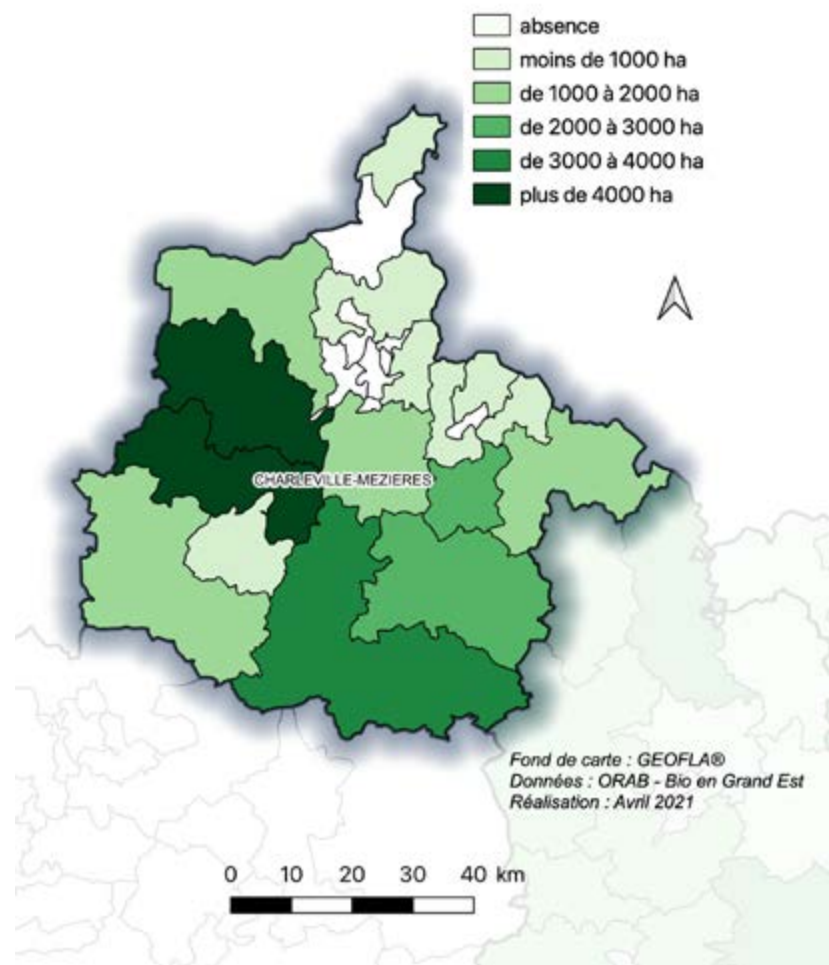 absence
moins de 1000 ha
de 1000 à 2000 ha
de 2000 à 3000 ha
de 3000 à 4000 ha
plus de 4000 ha
CHARLEVILLE-MEZIERES
Fond de carte : GEOFLA®
Données : ORAB - Bio en Grand Est
Réalisation : Avril 2021
0 10 20 30 40 km